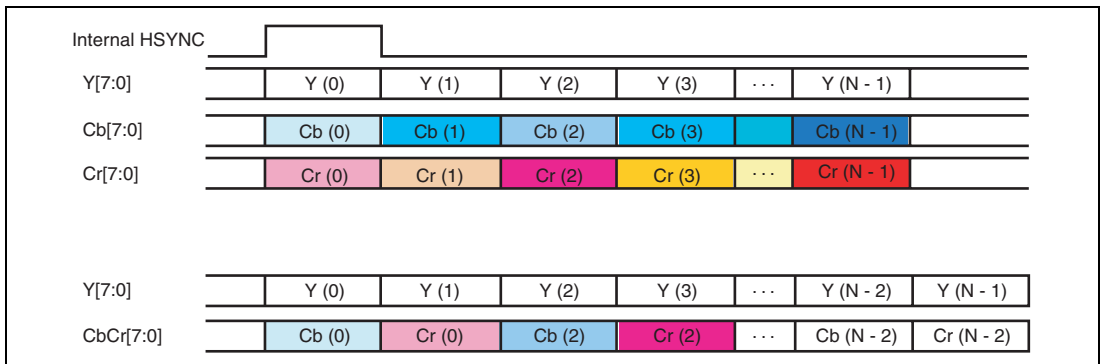 Internal HSYNC
Y[7:0] Y (0) Y (1) Y (2) Y (3) ... Y (N - 1)
Cb[7:0] Cb (0) Cb (1) Cb (2) Cb (3) Cb (N - 1)
Cr[7:0] Cr (0) Cr (1) Cr (2) Cr (3) ... Cr (N - 1)
Y[7:0] Y (0) Y (1) Y (2) Y (3) ... Y (N - 2) Y (N - 1)
CbCr[7:0] Cb (0) Cr (0) Cb (2) Cr (2) ... Cb (N - 2) Cr (N - 2)